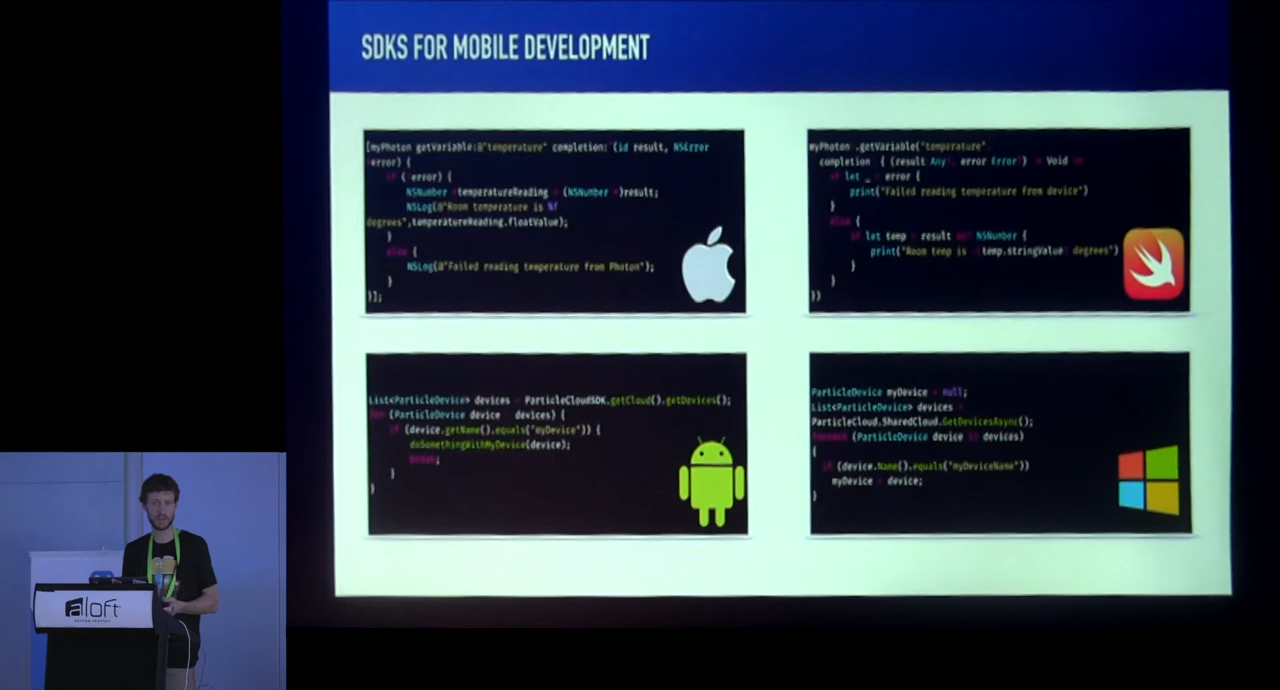 SDKS FOR MOBILE DEVELOPMENT
[myPhoton getVariable:@"temperature" completion:^(id result, NSError
*error) {
if (!error) {
NSNumber *temperatureReading = (NSNumber *)result;
NSLog(@"Room temperature is %f
degrees",temperatureReading.floatValue);
}
else {
NSLog(@"Failed reading temperature from Photon");
}
}];
myPhoton .getVariable("temperature"
completion { (result Any error Error ) Void in
if let _ = error {
print("Failed reading temperature from device")
}
else {
if let temp = result as? NSNumber {
print("Room temp is temp.stringValue degrees")
}
}
})
List<ParticleDevice> devices = ParticleCloudSDK.getCloud().getDevices();
for (ParticleDevice device : devices) {
if (device.getName().equals("myDevice")) {
doSomethingWithMyDevice(device);
break;
}
}
ParticleDevice myDevice = null;
List<ParticleDevice> devices =
ParticleCloud.SharedCloud.GetDevicesAsync();
foreach (ParticleDevice device in devices)
{
if (device.Name().equals("myDeviceName"))
myDevice = device;
}
aloft
BOSTON SEAPORT